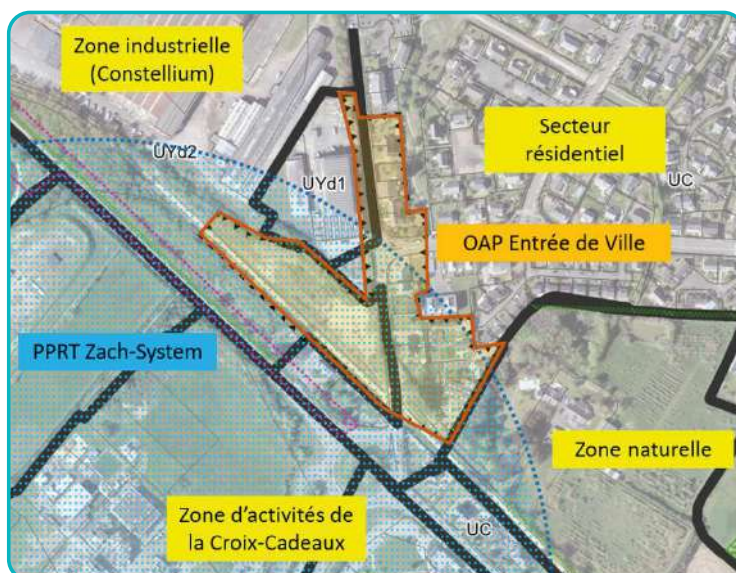 Zone industrielle
(Constellium)
Secteur
résidentiel
UYd2
UYd1
UC
OAP Entrée de Ville
PPRT Zach-System
Zone naturelle
Zone d'activités de
la Croix-Cadeaux
UC